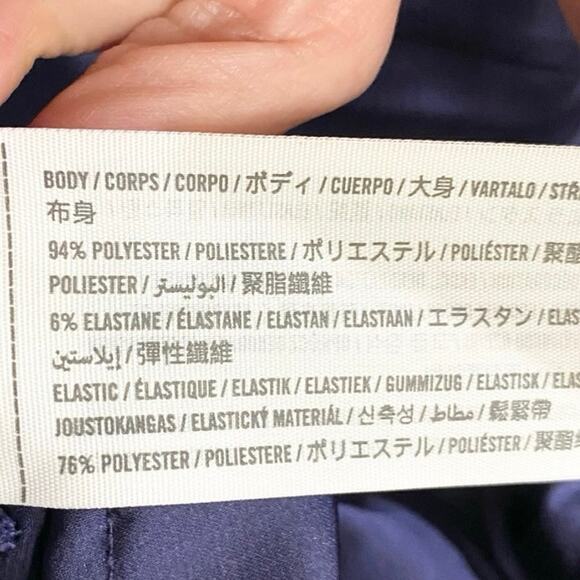 BODY / CORPS / CORPO / ボディ / CUERPO / 大身 / VARTALO /
布身
94% POLYESTER / POLIESTERE / ポリエステル / POLIÉSTER / 聚酯
POLIESTER / البوليستر / 聚脂纖維
6% ELASTANE / ÉLASTANE / ELASTAN / ELASTAAN / エラスタン / ELAS
إيلاستين / 彈性纖維
ELASTIC / ÉLASTIQUE / ELASTIK / ELASTIEK / GUMMIZUG / ELASTISK / ELAS
JOUSTOKANGAS / ELASTICKÝ MATERIÁL / 신축성 / مطاط / 鬆緊帶
76% POLYESTER / POLIESTERE / ポリエステル / POLIÉSTER / 聚酯